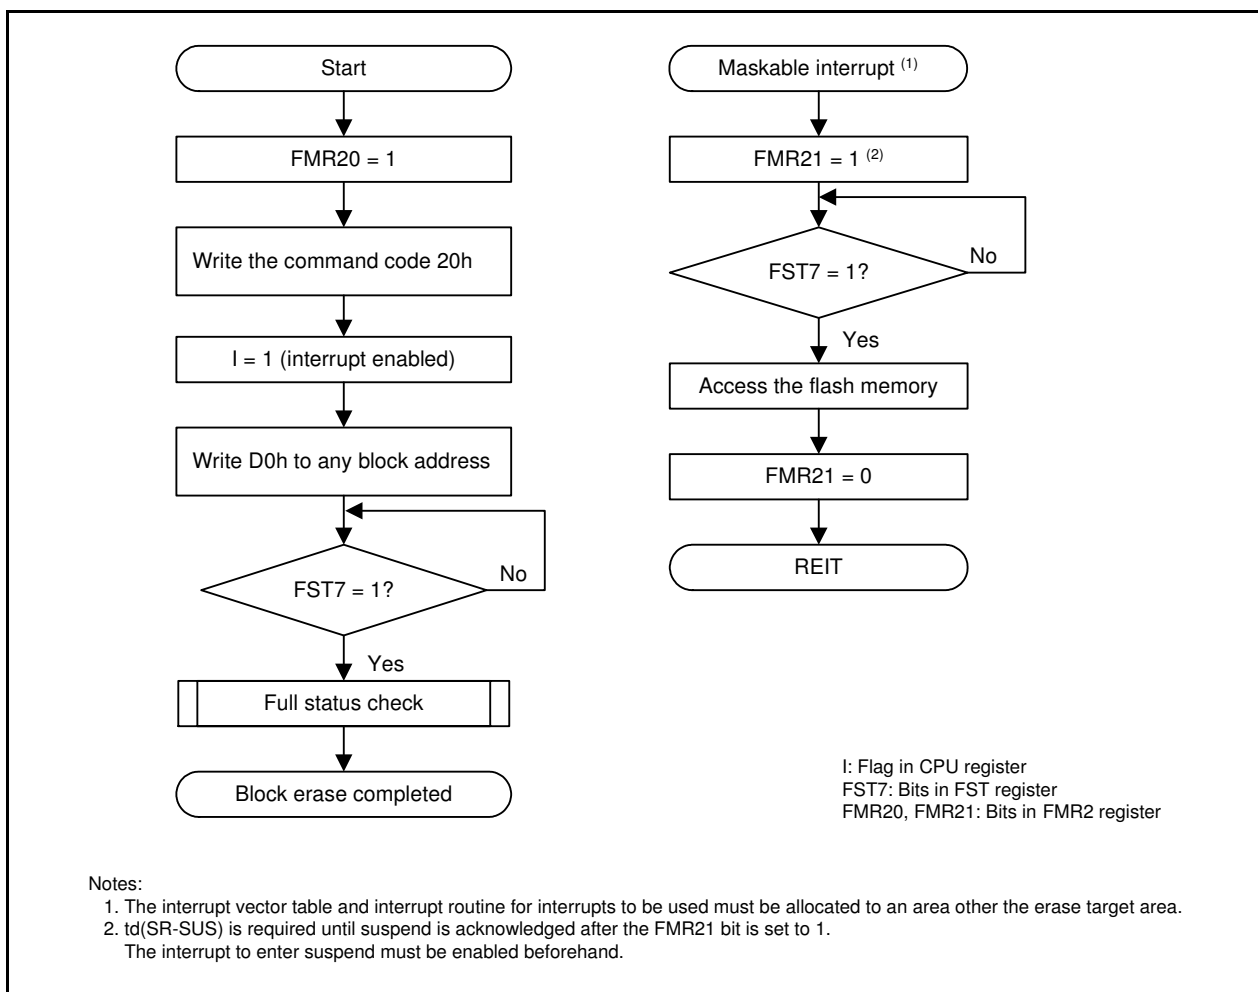 Start
FMR20 = 1
Write the command code 20h
I = 1 (interrupt enabled)
Write D0h to any block address
FST7 = 1?
No
Yes
Full status check
Block erase completed
Maskable interrupt (1)
FMR21 = 1 (2)
FST7 = 1?
No
Yes
Access the flash memory
FMR21 = 0
REIT
I: Flag in CPU register
FST7: Bits in FST register
FMR20, FMR21: Bits in FMR2 register
Notes:
1. The interrupt vector table and interrupt routine for interrupts to be used must be allocated to an area other the erase target area.
2. td(SR-SUS) is required until suspend is acknowledged after the FMR21 bit is set to 1.
The interrupt to enter suspend must be enabled beforehand.